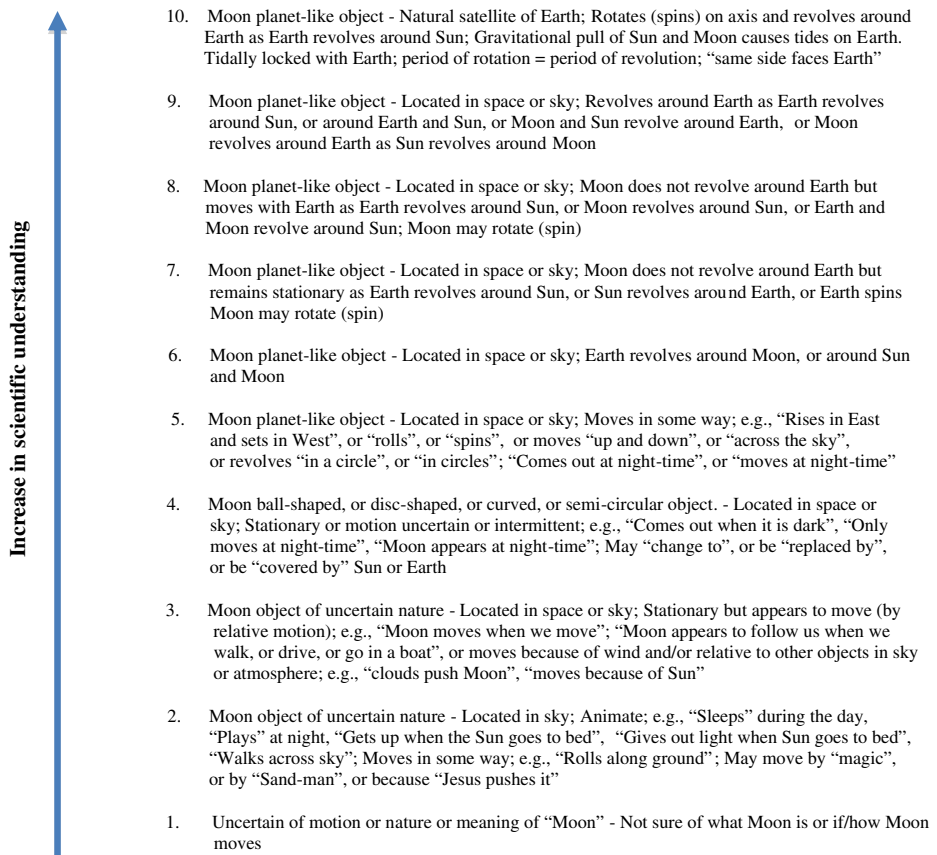 Increase in scientific understanding
10. Moon planet-like object - Natural satellite of Earth; Rotates (spins) on axis and revolves around
Earth as Earth revolves around Sun; Gravitational pull of Sun and Moon causes tides on Earth.
Tidally locked with Earth; period of rotation = period of revolution; “same side faces Earth”
9. Moon planet-like object - Located in space or sky; Revolves around Earth as Earth revolves
around Sun, or around Earth and Sun, or Moon and Sun revolve around Earth, or Moon
revolves around Earth as Sun revolves around Moon
8. Moon planet-like object - Located in space or sky; Moon does not revolve around Earth but
moves with Earth as Earth revolves around Sun, or Moon revolves around Sun, or Earth and
Moon revolve around Sun; Moon may rotate (spin)
7. Moon planet-like object - Located in space or sky; Moon does not revolve around Earth but
remains stationary as Earth revolves around Sun, or Sun revolves around Earth, or Earth spins
Moon may rotate (spin)
6. Moon planet-like object - Located in space or sky; Earth revolves around Moon, or around Sun
and Moon
5. Moon planet-like object - Located in space or sky; Moves in some way; e.g., “Rises in East
and sets in West”, or “rolls”, or “spins”, or moves “up and down”, or “across the sky”,
or revolves “in a circle”, or “in circles”; “Comes out at night-time”, or “moves at night-time”
4. Moon ball-shaped, or disc-shaped, or curved, or semi-circular object. - Located in space or
sky; Stationary or motion uncertain or intermittent; e.g., “Comes out when it is dark”, “Only
moves at night-time”, “Moon appears at night-time”; May “change to”, or be “replaced by”,
or be “covered by” Sun or Earth
3. Moon object of uncertain nature - Located in space or sky; Stationary but appears to move (by
relative motion); e.g., “Moon moves when we move”; “Moon appears to follow us when we
walk, or drive, or go in a boat”, or moves because of wind and/or relative to other objects in sky
or atmosphere; e.g., “clouds push Moon”, “moves because of Sun”
2. Moon object of uncertain nature - Located in sky; Animate; e.g., “Sleeps” during the day,
“Plays” at night, “Gets up when the Sun goes to bed”, “Gives out light when Sun goes to bed”,
“Walks across sky”; Moves in some way; e.g., “Rolls along ground”; May move by “magic”,
or by “Sand-man”, or because “Jesus pushes it”
1. Uncertain of motion or nature or meaning of “Moon” - Not sure of what Moon is or if/how Moon
moves